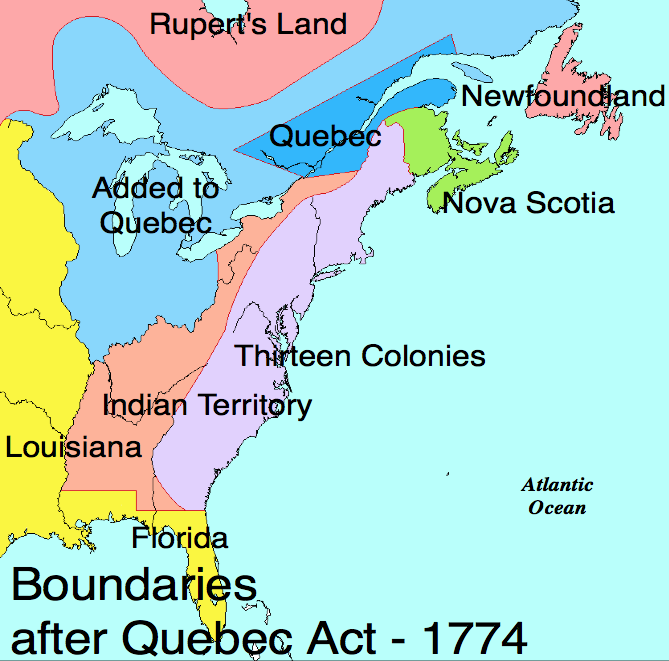 Rupert's Land
Newfoundland
Quebec
Added to
Quebec
Nova Scotia
Thirteen Colonies
Indian Territory
Louisiana
Atlantic
Ocean
Florida
Boundaries
after Quebec Act - 1774